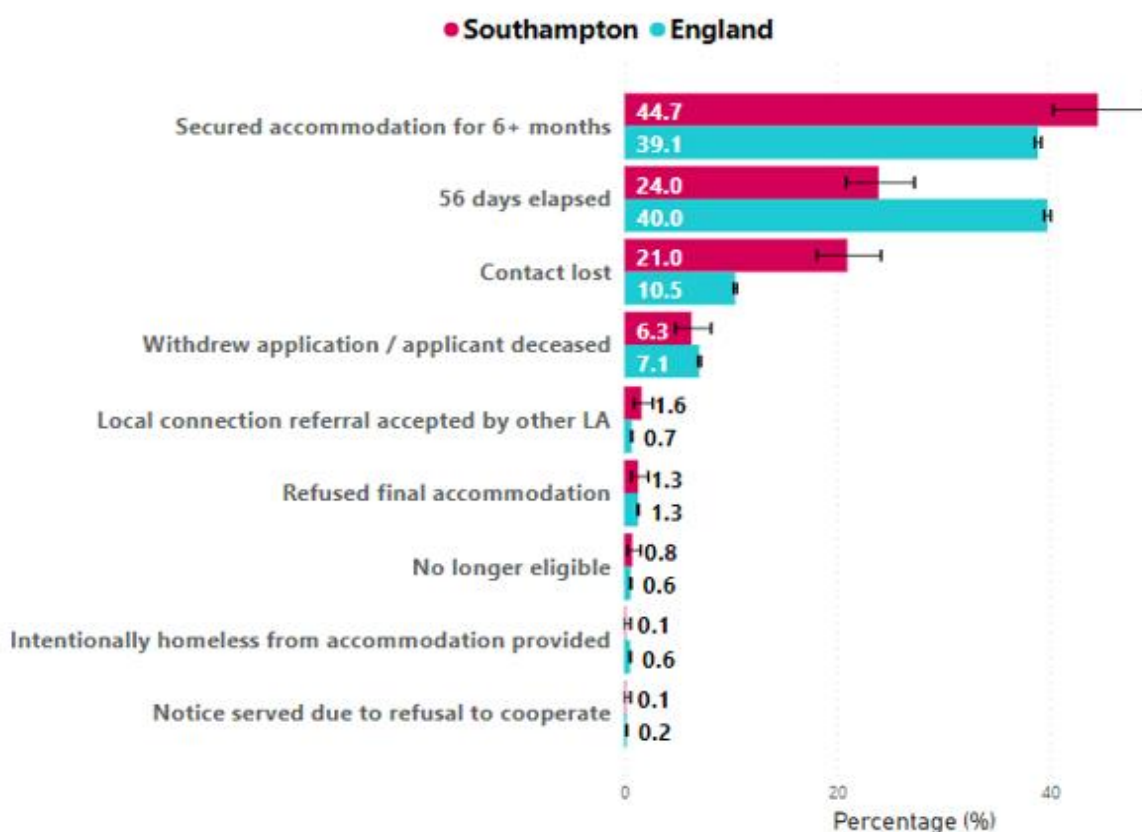 Southampton England
Secured accommodation for 6+ months
44.7
39.1
56 days elapsed
24.0
40.0
Contact lost
21.0
10.5
Withdrew application / applicant deceased
6.3
7.1
Local connection referral accepted by other LA
1.6
0.7
Refused final accommodation
1.3
1.3
No longer eligible
0.8
0.6
Intentionally homeless from accommodation provided
0.1
0.6
Notice served due to refusal to cooperate
0.1
0.2
0 20 40
Percentage (%)